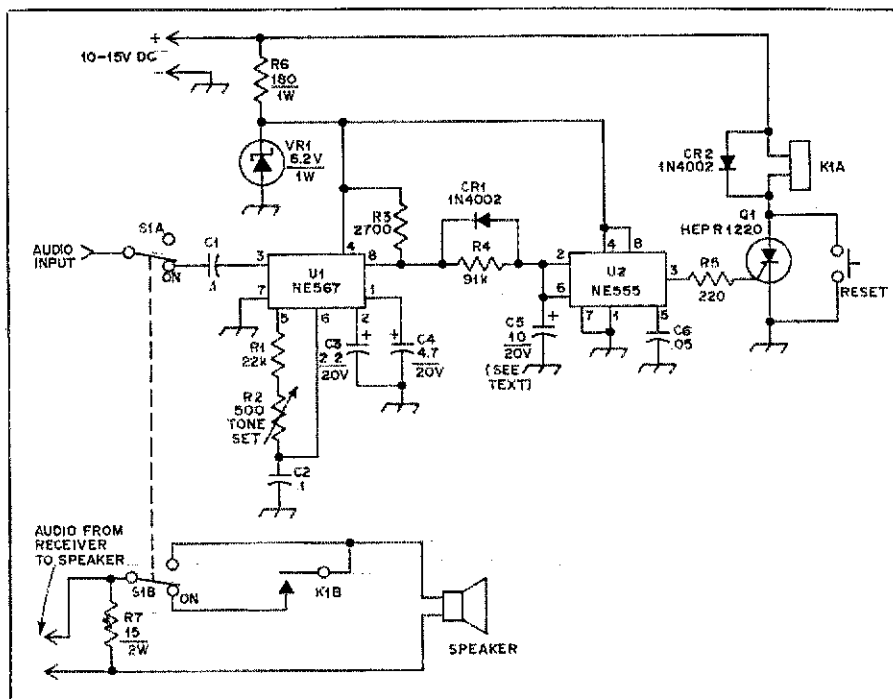 +
10-15V DC
-
R6
180
1W
VR1
6.2V
1W
CR2
1N4002
K1A
CR1
1N4002
R3
2700
Q1
HEP R1220
S1A
AUDIO
INPUT
ON
C1
.1
3
4
8
U1
NE567
7
1
5
6
2
R4
91k
2
4
8
U2
NE555
3
6
7
1
5
R5
220
RESET
R1
22k
C3
2.2
20V
+
C4
4.7
20V
+
C5
10
20V
+
(SEE
TEXT)
C6
.05
R2
500
TONE
SET
C2
.1
AUDIO FROM
RECEIVER
TO SPEAKER
S1B
ON
K1B
R7
15
2W
SPEAKER